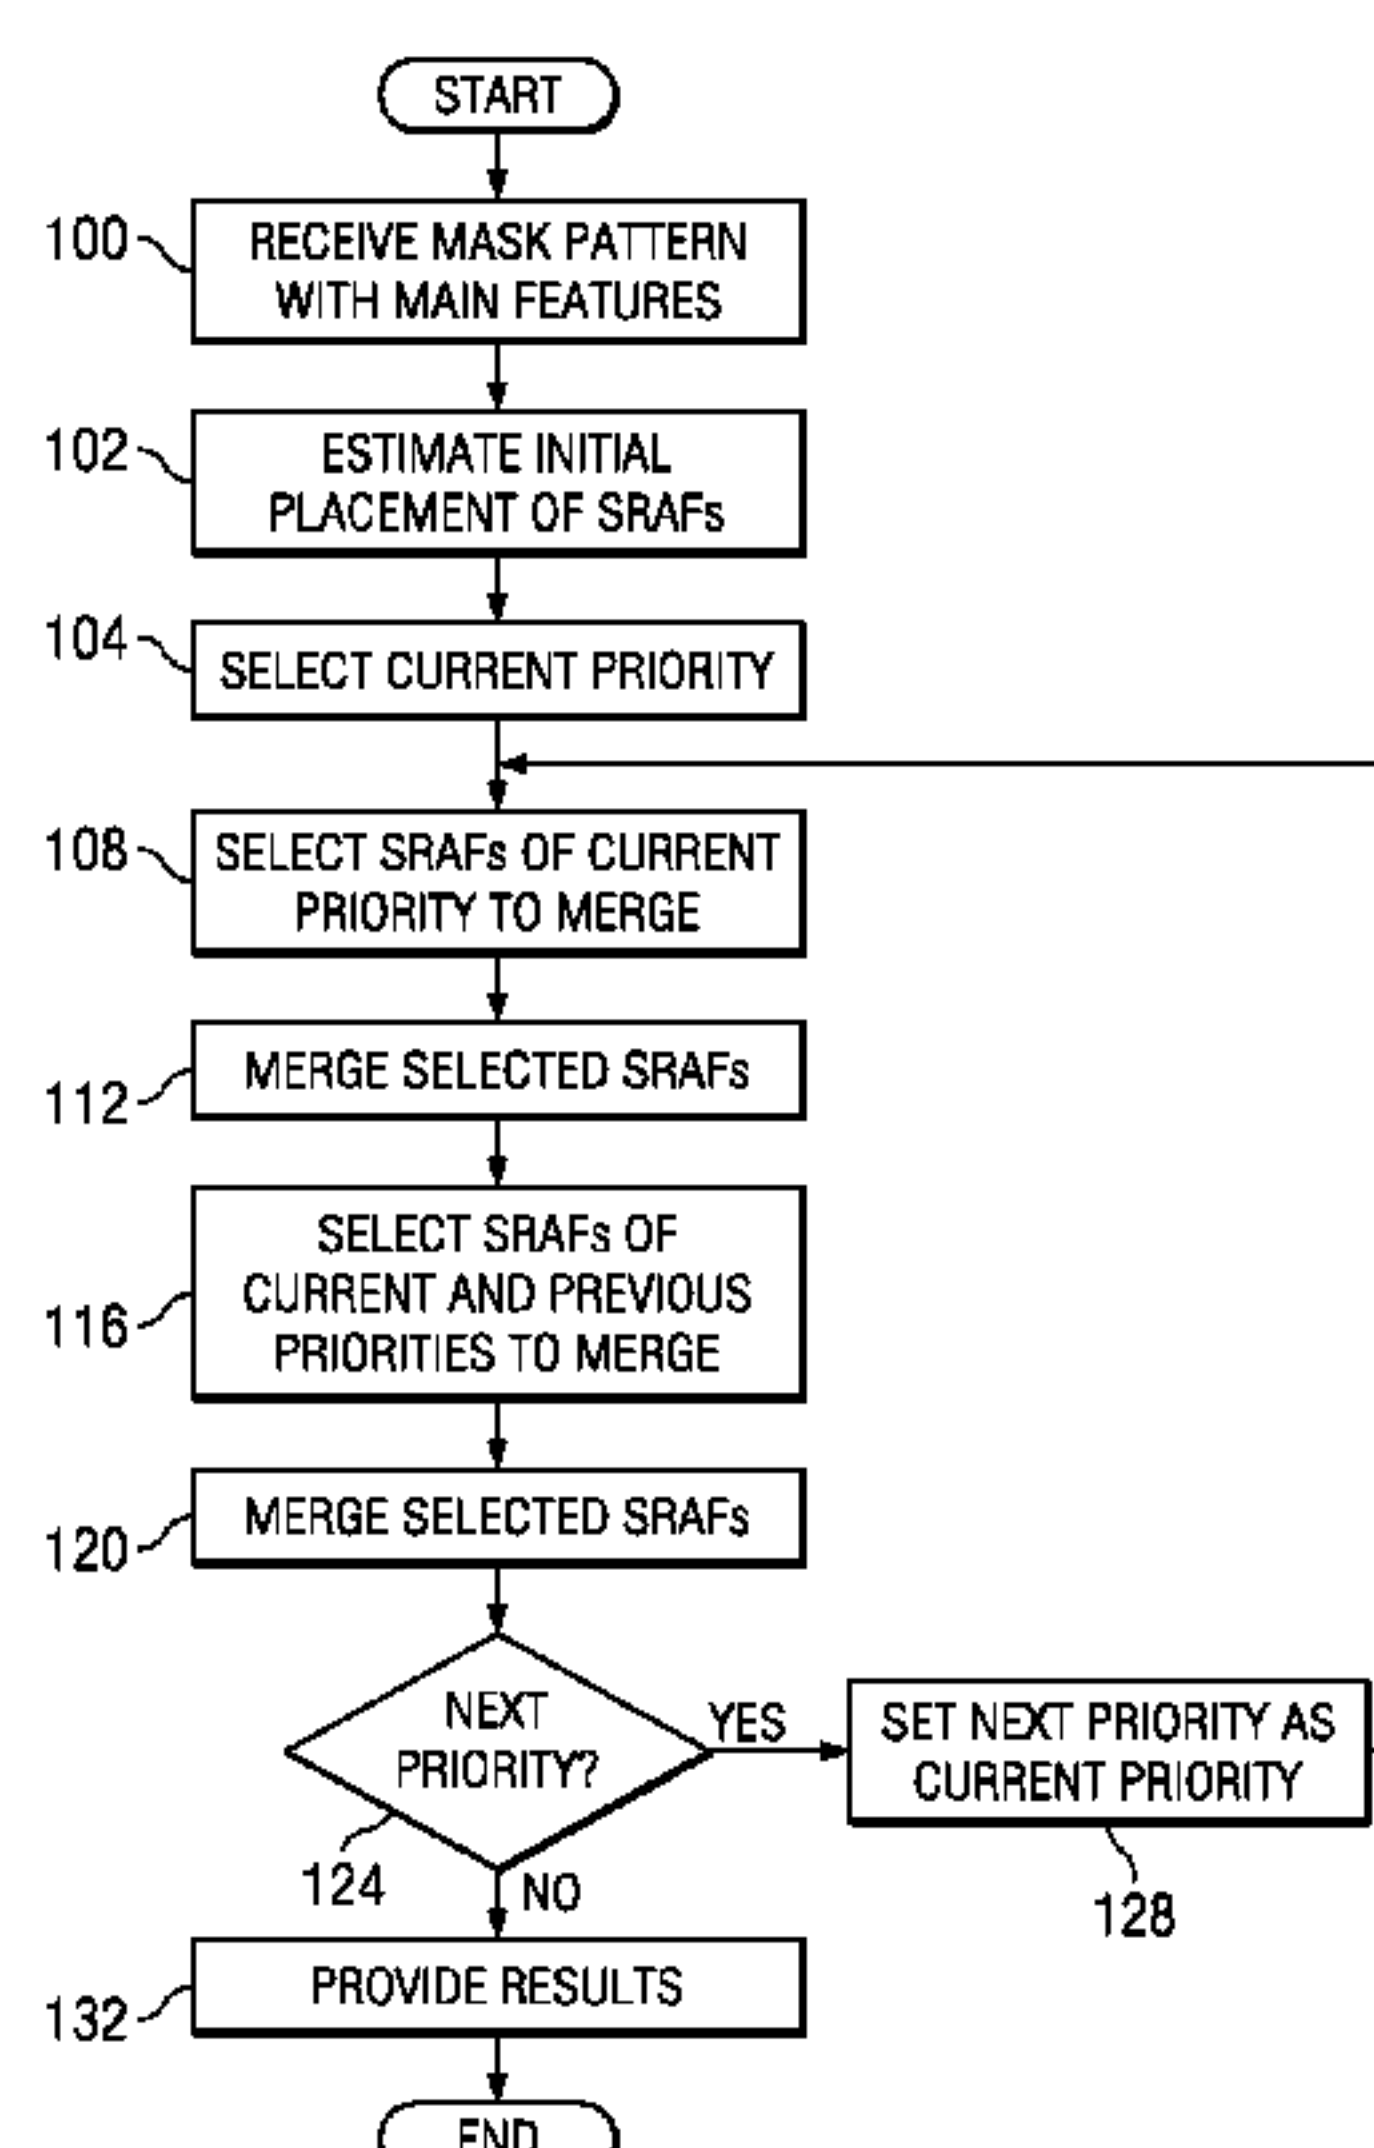 START
100
RECEIVE MASK PATTERN
WITH MAIN FEATURES
102
ESTIMATE INITIAL
PLACEMENT OF SRAFs
104
SELECT CURRENT PRIORITY
108
SELECT SRAFs OF CURRENT
PRIORITY TO MERGE
112
MERGE SELECTED SRAFs
116
SELECT SRAFs OF
CURRENT AND PREVIOUS
PRIORITIES TO MERGE
120
MERGE SELECTED SRAFs
NEXT
PRIORITY?
124
YES
SET NEXT PRIORITY AS
CURRENT PRIORITY
128
NO
132
PROVIDE RESULTS
END